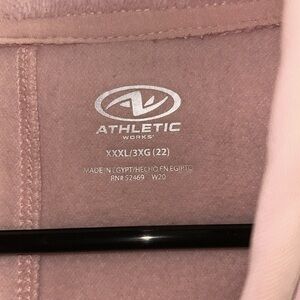 ATHLETIC
WORKS
XXXL/3XG (22)
MADE IN EGYPT/HECHO EN EGIPTO
RN# 52469 W20